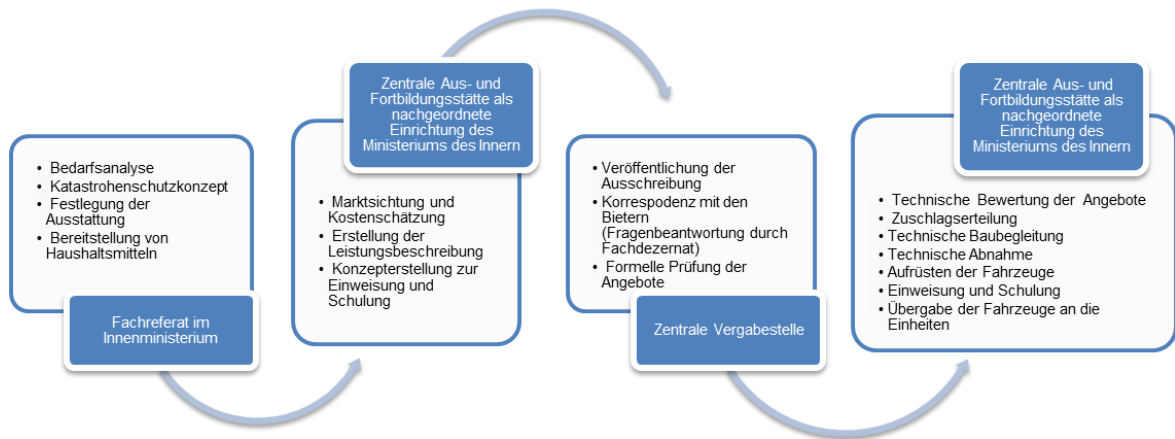 • Bedarfsanalyse
• Katastrohenschutzkonzept
• Festlegung der
Ausstattung
• Bereitstellung von
Haushaltsmitteln
Fachreferat im
Innenministerium
Zentrale Aus- und
Fortbildungsstätte als
nachgeordnete
Einrichtung des
Ministeriums des Innern
• Marktsichtung und
Kostenschätzung
• Erstellung der
Leistungsbeschreibung
• Konzepterstellung zur
Einweisung und
Schulung
• Veröffentlichung der
Ausschreibung
• Korrespodenz mit den
Bietern
(Fragenbeantwortung durch
Fachdezernat)
• Formelle Prüfung der
Angebote
Zentrale Vergabestelle
Zentrale Aus- und
Fortbildungsstätte als
nachgeordnete
Einrichtung des
Ministeriums des Innern
• Technische Bewertung der Angebote
• Zuschlagserteilung
• Technische Baubegleitung
• Technische Abnahme
• Aufrüsten der Fahrzeuge
• Einweisung und Schulung
• Übergabe der Fahrzeuge an die
Einheiten